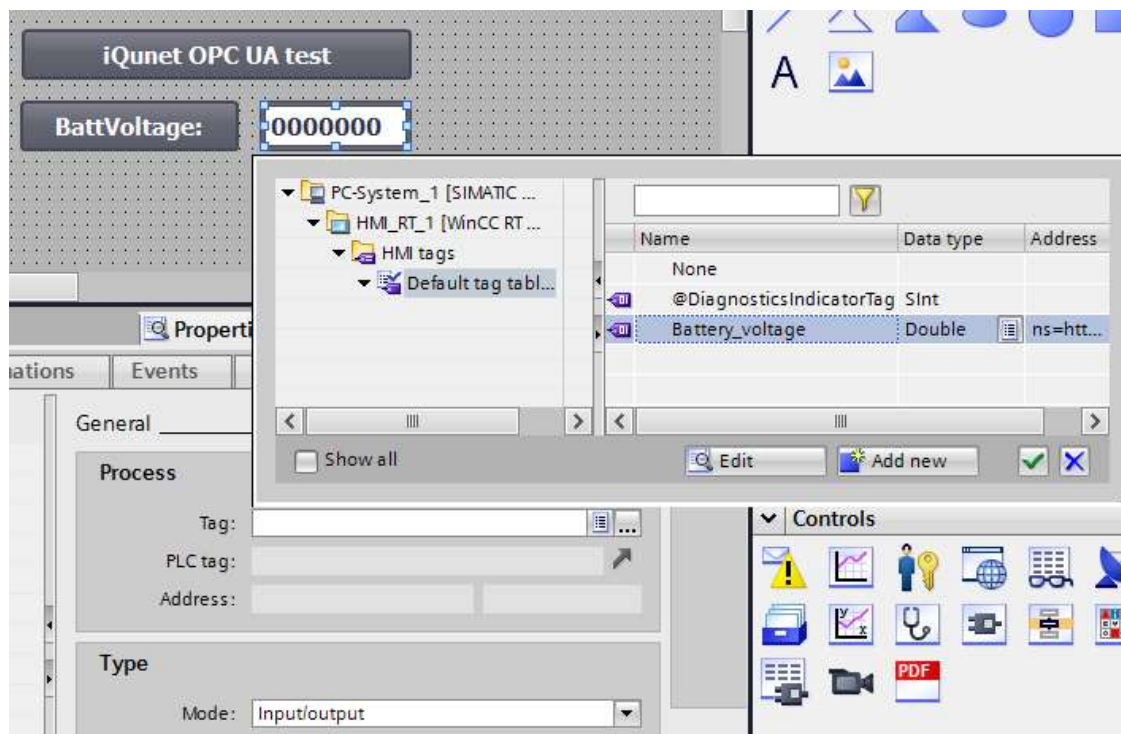 iQunet OPC UA test
A
BattVoltage:
0000000
PC-System_1 [SIMATIC ...
HMI_RT_1 [WinCC RT ...
HMI tags
Default tag tabl...
Name Data type Address
None
@DiagnosticsIndicatorTag SInt
Battery_voltage Double ns=htt...
Properti
ations Events
General
Show all
Edit
Add new
Process
Tag:
...
PLC tag:
Address:
Controls
Type
PDF
Mode: Input/output